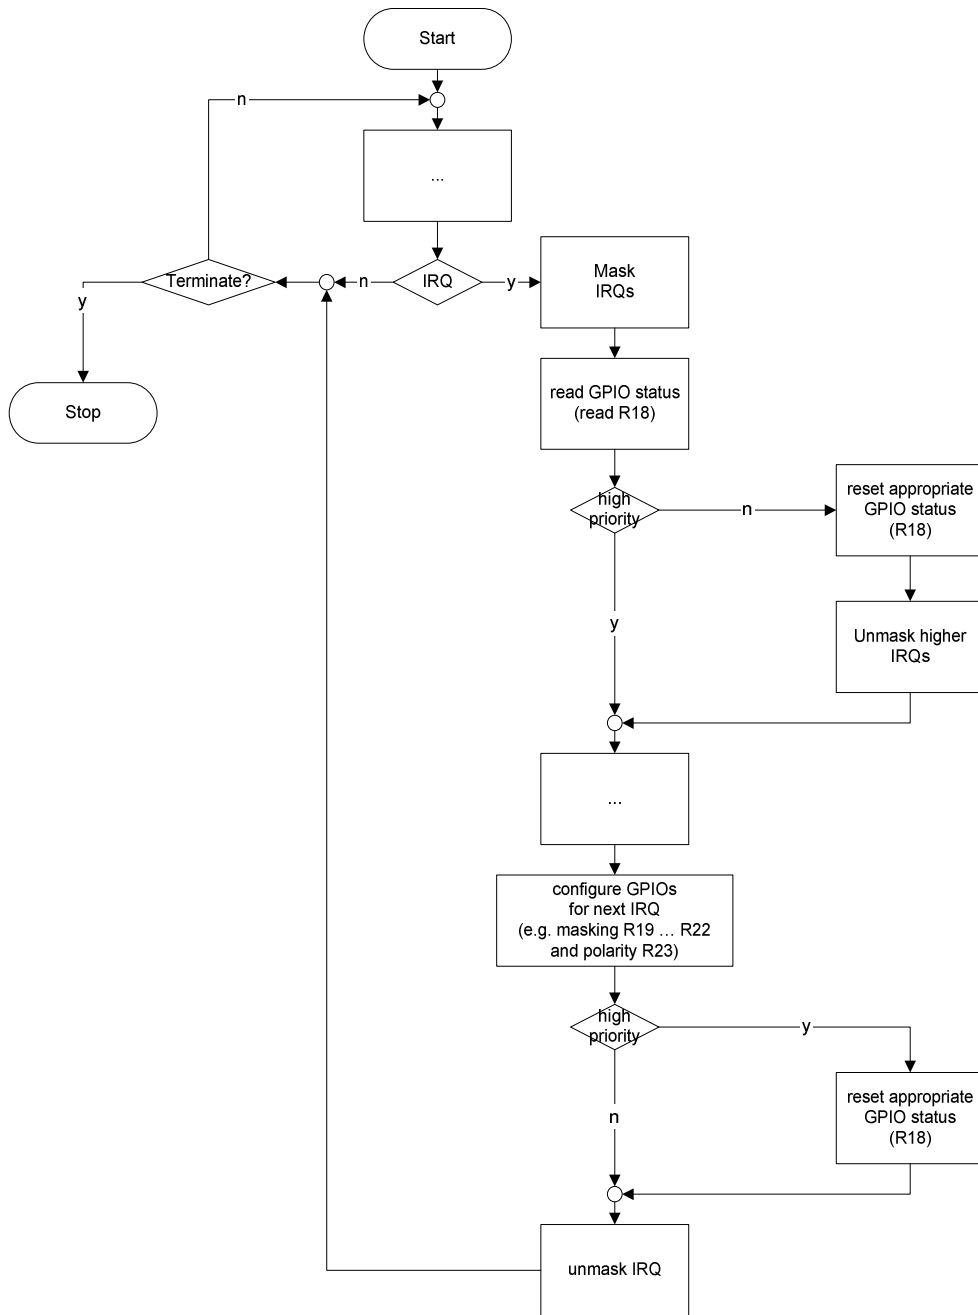 Start
n
...
Terminate?
n
IRQ
y
Mask
IRQs
y
Stop
read GPIO status
(read R18)
high
priority
n
reset appropriate
GPIO status
(R18)
y
Unmask higher
IRQs
...
configure GPIOs
for next IRQ
(e.g. masking R19 … R22
and polarity R23)
high
priority
y
reset appropriate
GPIO status
(R18)
n
unmask IRQ